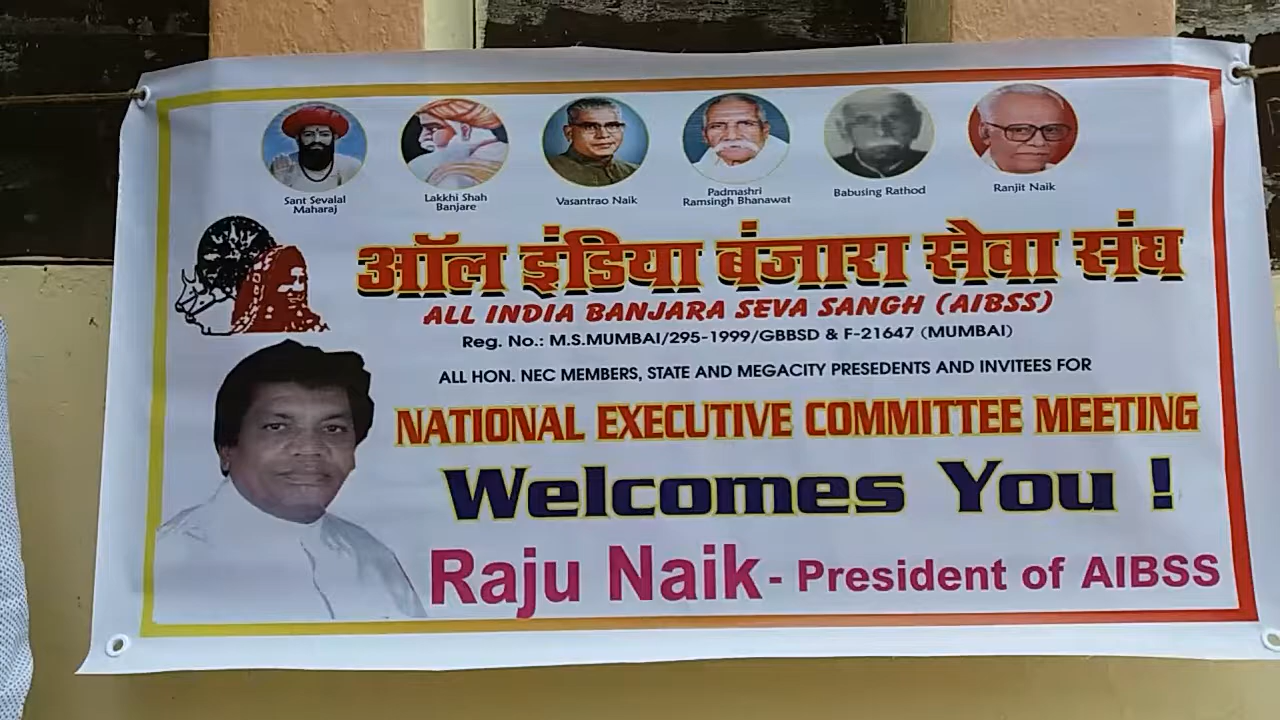 Sant Sevalal
Maharaj
Lakkhi Shah
Banjare
Vasantrao Naik
Padmashri
Ramsingh Bhanawat
Babusing Rathod
Ranjit Naik
ऑल इंडिया बंजारा सेवा संघ
ALL INDIA BANJARA SEVA SANGH (AIBSS)
Reg. No.: M.S.MUMBAI/295-1999/GBBSD & F-21647 (MUMBAI)
ALL HON. NEC MEMBERS, STATE AND MEGACITY PRESEDENTS AND INVITEES FOR
NATIONAL EXECUTIVE COMMITTEE MEETING
Welcomes You !
Raju Naik - President of AIBSS